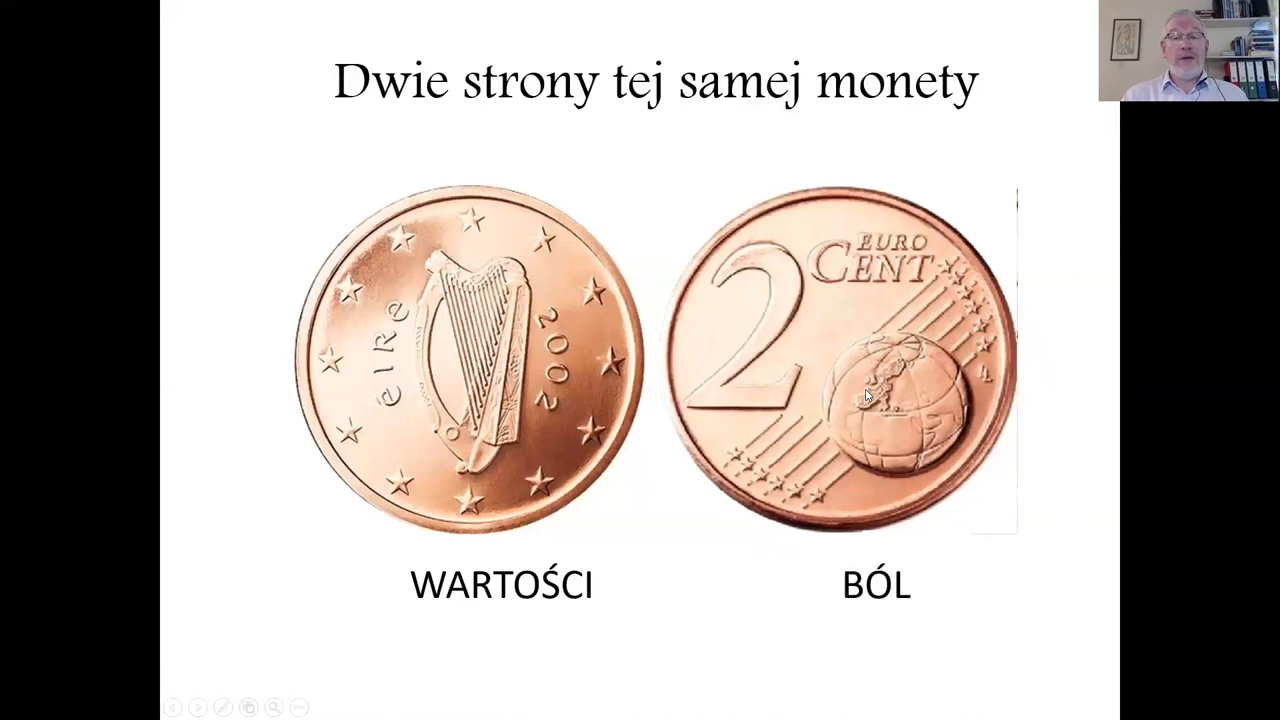 Dwie strony tej samej monety
éIRe
2002
2
EURO
CENT
WARTOŚCI
BÓL